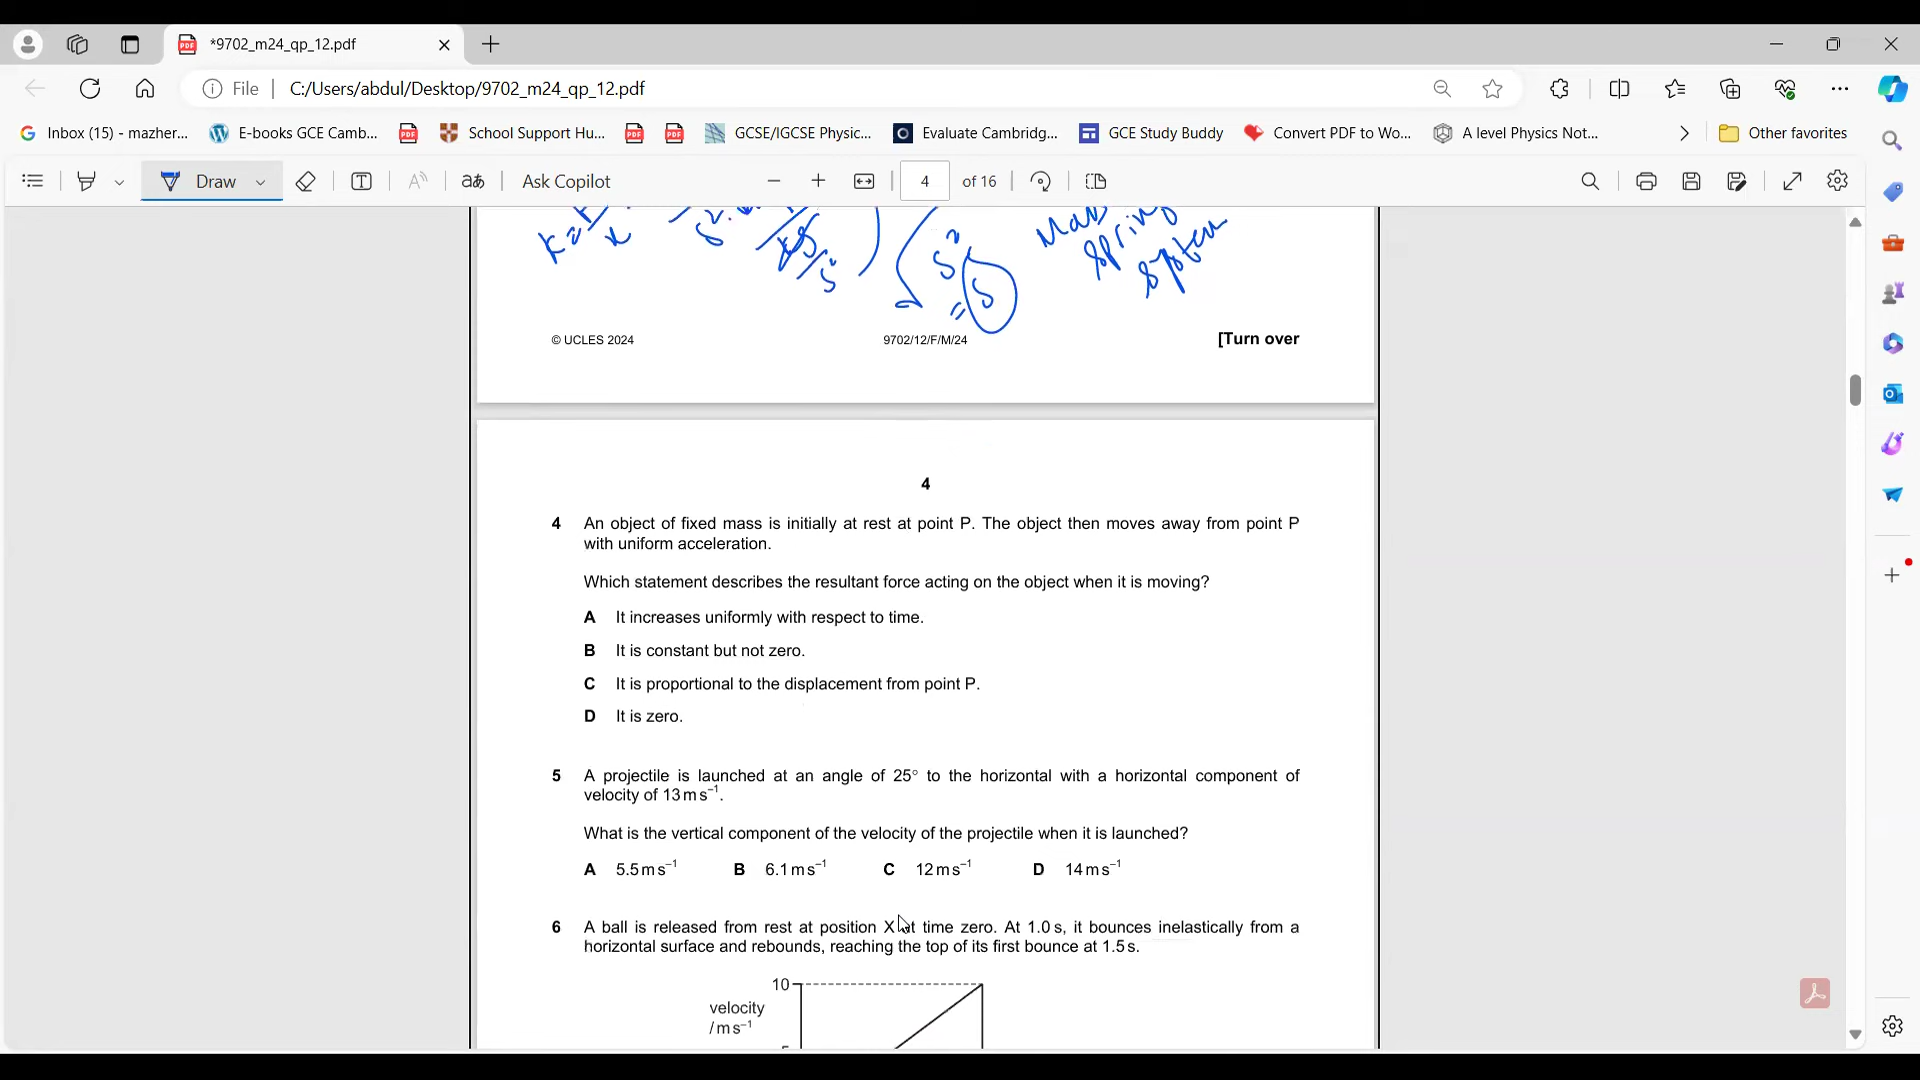 *9702_m24_qp_12.pdf
File C:/Users/abdul/Desktop/9702_m24_qp_12.pdf
Inbox (15) - mazher... E-books GCE Camb... School Support Hu... GCSE/IGCSE Physic... Evaluate Cambridg... GCE Study Buddy Convert PDF to Wo... A level Physics Not... Other favorites
Draw Ask Copilot 4 of 16
Mass
Spring
System
s²
= s
© UCLES 2024 9702/12/F/M/24 [Turn over
4
4 An object of fixed mass is initially at rest at point P. The object then moves away from point P
with uniform acceleration.
Which statement describes the resultant force acting on the object when it is moving?
A It increases uniformly with respect to time.
B It is constant but not zero.
C It is proportional to the displacement from point P.
D It is zero.
5 A projectile is launched at an angle of 25° to the horizontal with a horizontal component of
velocity of 13 m s⁻¹.
What is the vertical component of the velocity of the projectile when it is launched?
A 5.5 m s⁻¹ B 6.1 m s⁻¹ C 12 m s⁻¹ D 14 m s⁻¹
6 A ball is released from rest at position X at time zero. At 1.0 s, it bounces inelastically from a
horizontal surface and rebounds, reaching the top of its first bounce at 1.5 s.
10
velocity
/ m s⁻¹